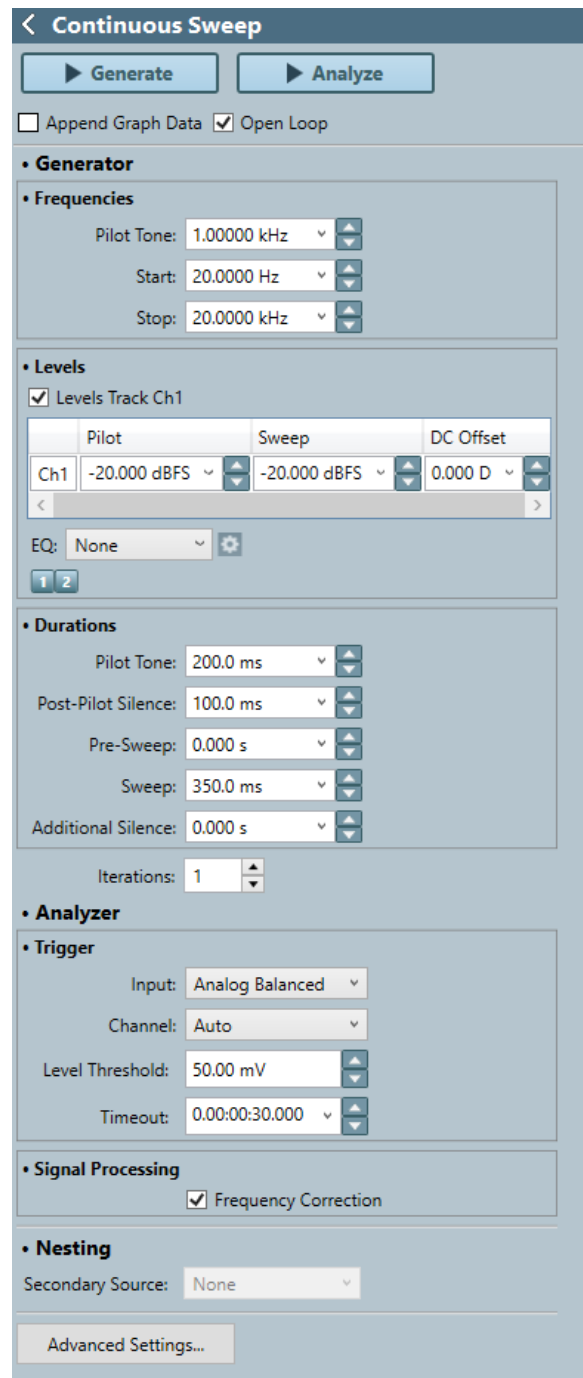 Continuous Sweep
Generate Analyze
Append Graph Data Open Loop
• Generator
• Frequencies
Pilot Tone: 1.00000 kHz
Start: 20.0000 Hz
Stop: 20.0000 kHz
• Levels
Levels Track Ch1
Pilot Sweep DC Offset
Ch1 -20.000 dBFS -20.000 dBFS 0.000 D
EQ: None
1 2
• Durations
Pilot Tone: 200.0 ms
Post-Pilot Silence: 100.0 ms
Pre-Sweep: 0.000 s
Sweep: 350.0 ms
Additional Silence: 0.000 s
Iterations: 1
• Analyzer
• Trigger
Input: Analog Balanced
Channel: Auto
Level Threshold: 50.00 mV
Timeout: 0.00:00:30.000
• Signal Processing
Frequency Correction
• Nesting
Secondary Source: None
Advanced Settings...